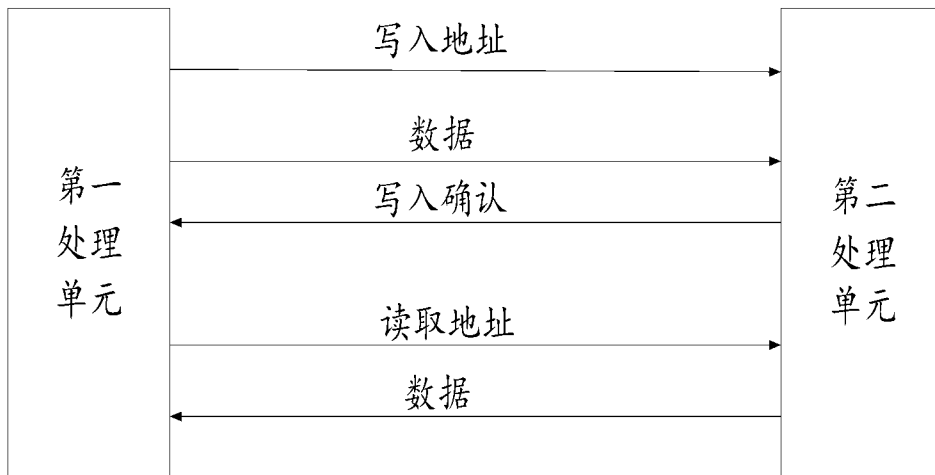 写入地址
数据
写入确认
读取地址
数据
第一
处理
单元
第二
处理
单元